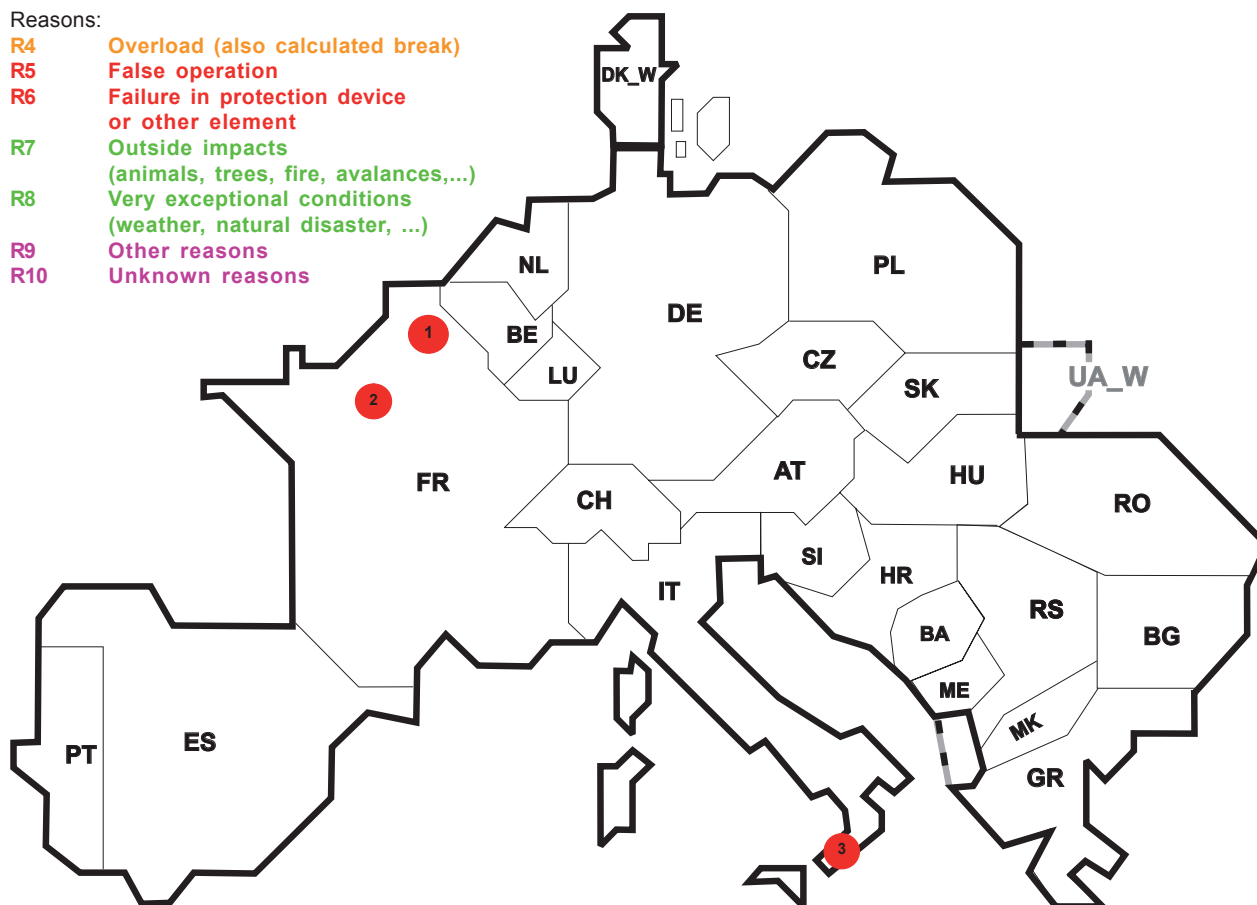 Reasons:
R4 Overload (also calculated break)
R5 False operation
R6 Failure in protection device
or other element
R7 Outside impacts
(animals, trees, fire, avalances,...)
R8 Very exceptional conditions
(weather, natural disaster, ...)
R9 Other reasons
R10 Unknown reasons
DK_W
NL
PL
DE
1
BE
CZ
LU
SK
UA_W
2
FR
CH
AT
HU
RO
SI
HR
IT
RS
BA
BG
ME
PT
ES
MK
GR
3